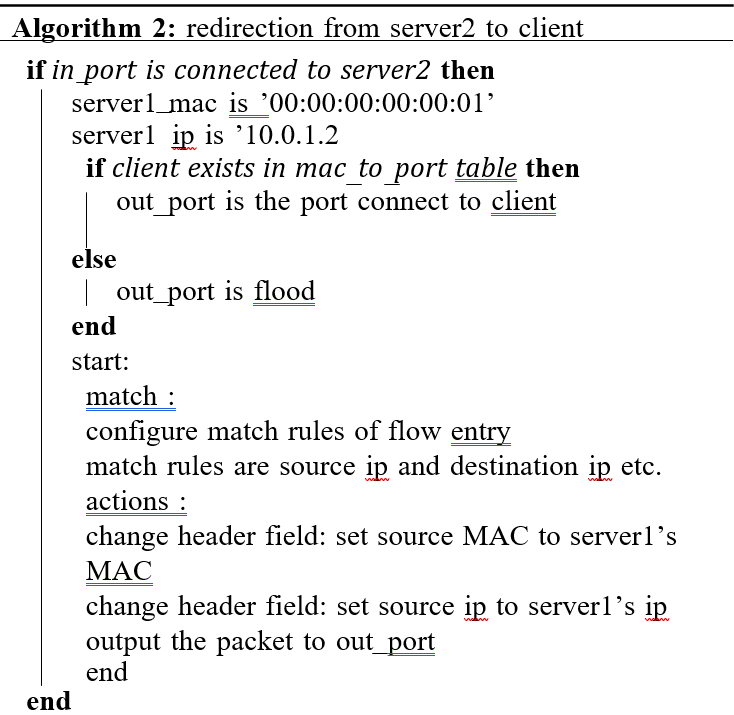 Algorithm 2: redirection from server2 to client
if in_port is connected to server2 then
server1_mac is ’00:00:00:00:00:01’
server1_ip is ’10.0.1.2
if client exists in mac_to_port table then
out_port is the port connect to client
else
out_port is flood
end
start:
match :
configure match rules of flow entry
match rules are source ip and destination ip etc.
actions :
change header field: set source MAC to server1’s
MAC
change header field: set source ip to server1’s ip
output the packet to out_port
end
end